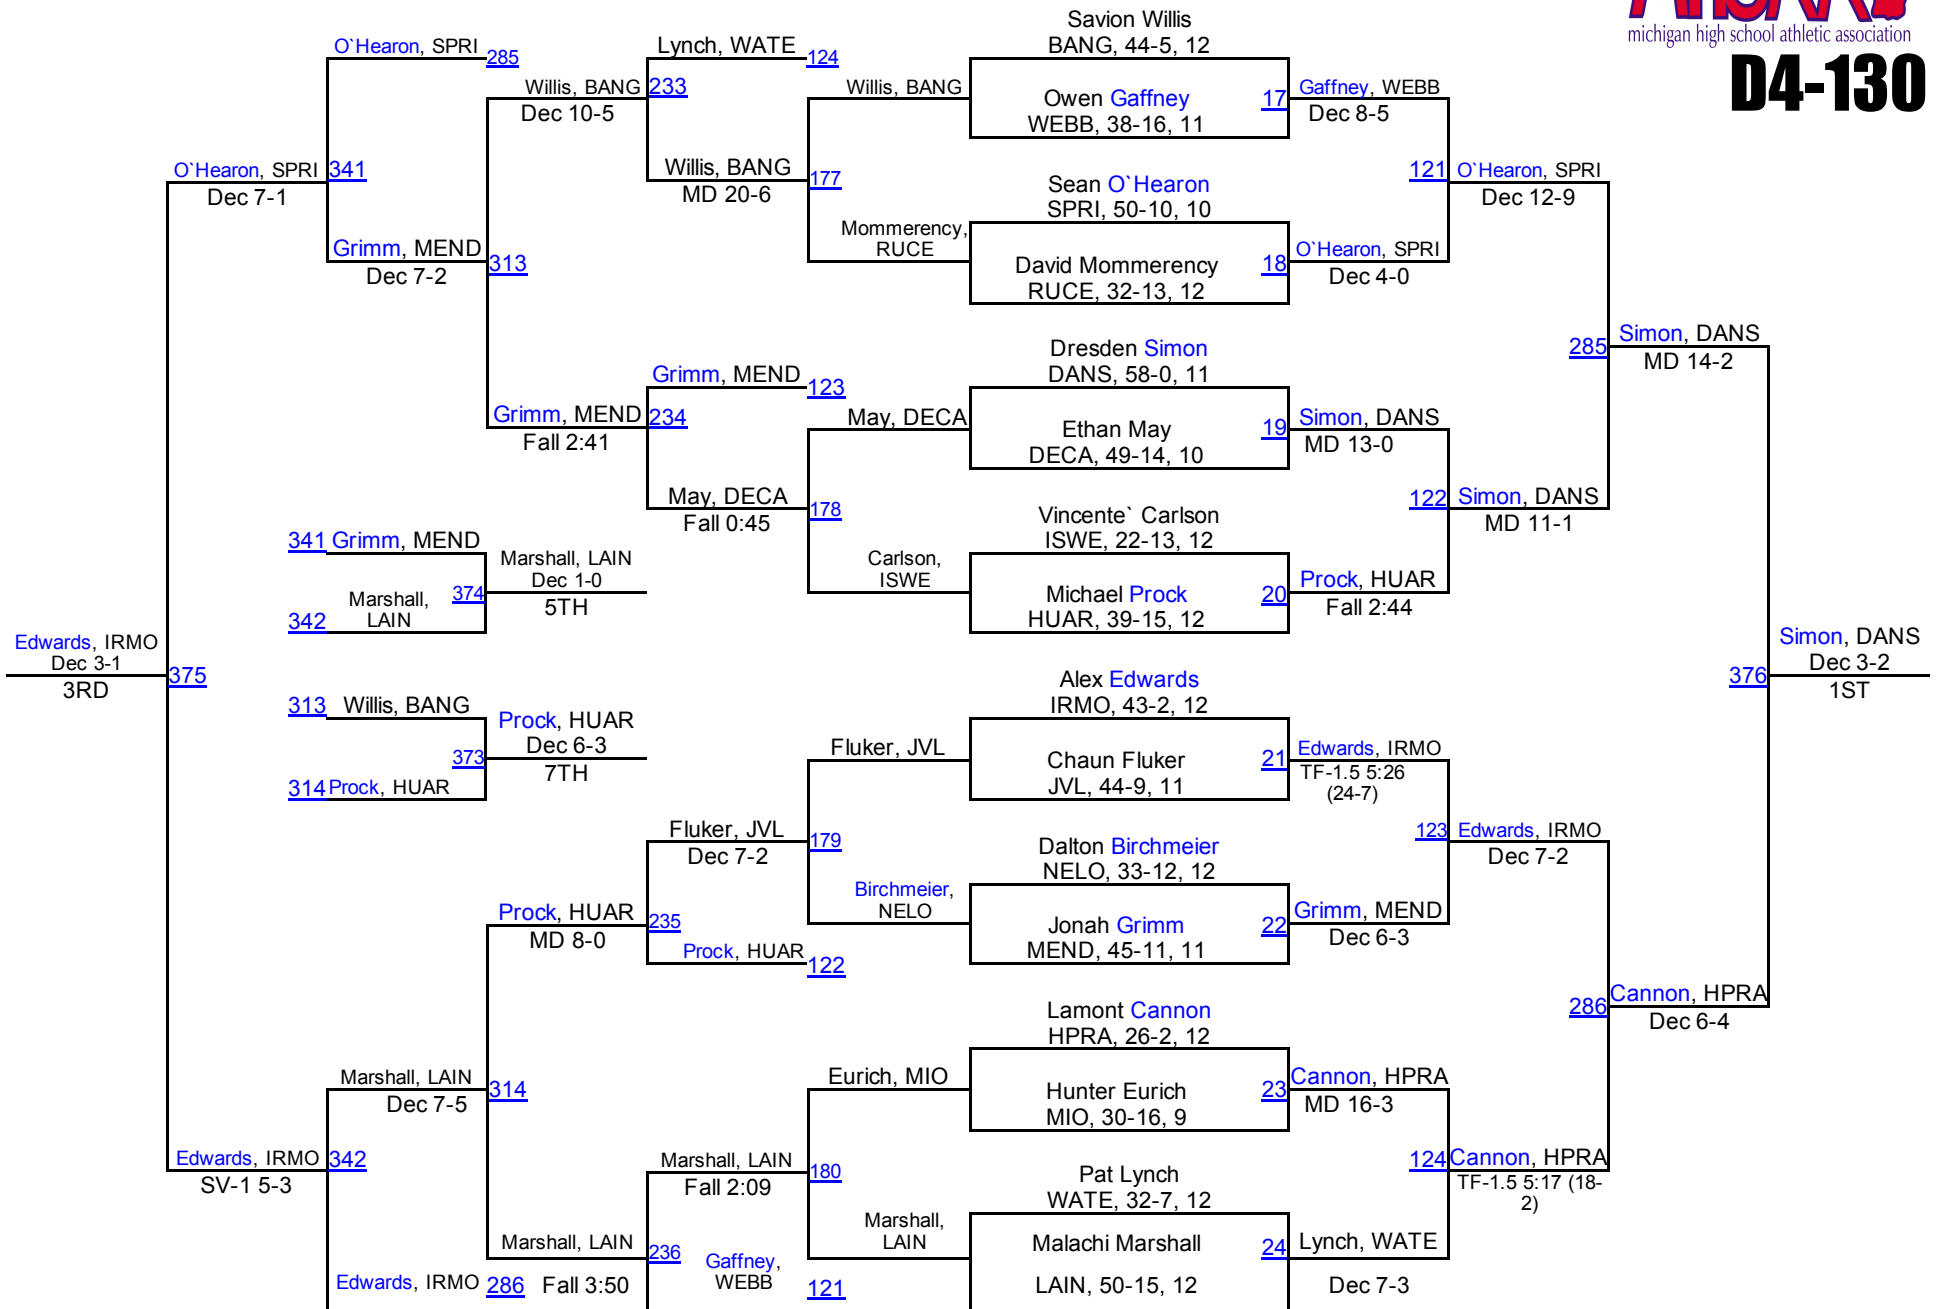 michigan high school athletic association
D4-130
O`Hearon, SPRI 285
Lynch, WATE 124
Willis, BANG 233
Dec 10-5
Willis, BANG
Savion Willis
BANG, 44-5, 12
Owen Gaffney
WEBB, 38-16, 11
17 Gaffney, WEBB
Dec 8-5
O`Hearon, SPRI 341
Dec 7-1
Willis, BANG 177
MD 20-6
Sean O`Hearon
SPRI, 50-10, 10
121 O`Hearon, SPRI
Dec 12-9
Grimm, MEND 313
Dec 7-2
Mommerency,
RUCE
David Mommerency
RUCE, 32-13, 12
18 O`Hearon, SPRI
Dec 4-0
Dresden Simon
DANS, 58-0, 11
285 Simon, DANS
MD 14-2
Grimm, MEND 123
Grimm, MEND 234
Fall 2:41
May, DECA
Ethan May
DECA, 49-14, 10
19 Simon, DANS
MD 13-0
May, DECA 178
Fall 0:45
Vincente` Carlson
ISWE, 22-13, 12
122 Simon, DANS
MD 11-1
341 Grimm, MEND
342 Marshall,
LAIN
374 Marshall, LAIN
Dec 1-0
5TH
Carlson,
ISWE
Michael Prock
HUAR, 39-15, 12
20 Prock, HUAR
Fall 2:44
Edwards, IRMO
Dec 3-1
3RD
375
Alex Edwards
IRMO, 43-2, 12
376 Simon, DANS
Dec 3-2
1ST
313 Willis, BANG
314 Prock, HUAR
373 Prock, HUAR
Dec 6-3
7TH
Fluker, JVL
Chaun Fluker
JVL, 44-9, 11
21 Edwards, IRMO
TF-1.5 5:26
(24-7)
Fluker, JVL 179
Dec 7-2
Dalton Birchmeier
NELO, 33-12, 12
123 Edwards, IRMO
Dec 7-2
Birchmeier,
NELO
Prock, HUAR 235
MD 8-0
Prock, HUAR 122
Jonah Grimm
MEND, 45-11, 11
22 Grimm, MEND
Dec 6-3
Lamont Cannon
HPRA, 26-2, 12
286 Cannon, HPRA
Dec 6-4
Marshall, LAIN 314
Dec 7-5
Eurich, MIO
Hunter Eurich
MIO, 30-16, 9
23 Cannon, HPRA
MD 16-3
Edwards, IRMO 342
SV-1 5-3
Marshall, LAIN 180
Fall 2:09
Pat Lynch
WATE, 32-7, 12
124 Cannon, HPRA
TF-1.5 5:17 (18-
2)
Marshall, LAIN 236
Fall 3:50
Marshall,
LAIN
Malachi Marshall
LAIN, 50-15, 12
24 Lynch, WATE
Dec 7-3
Edwards, IRMO 286
Gaffney,
WEBB 121